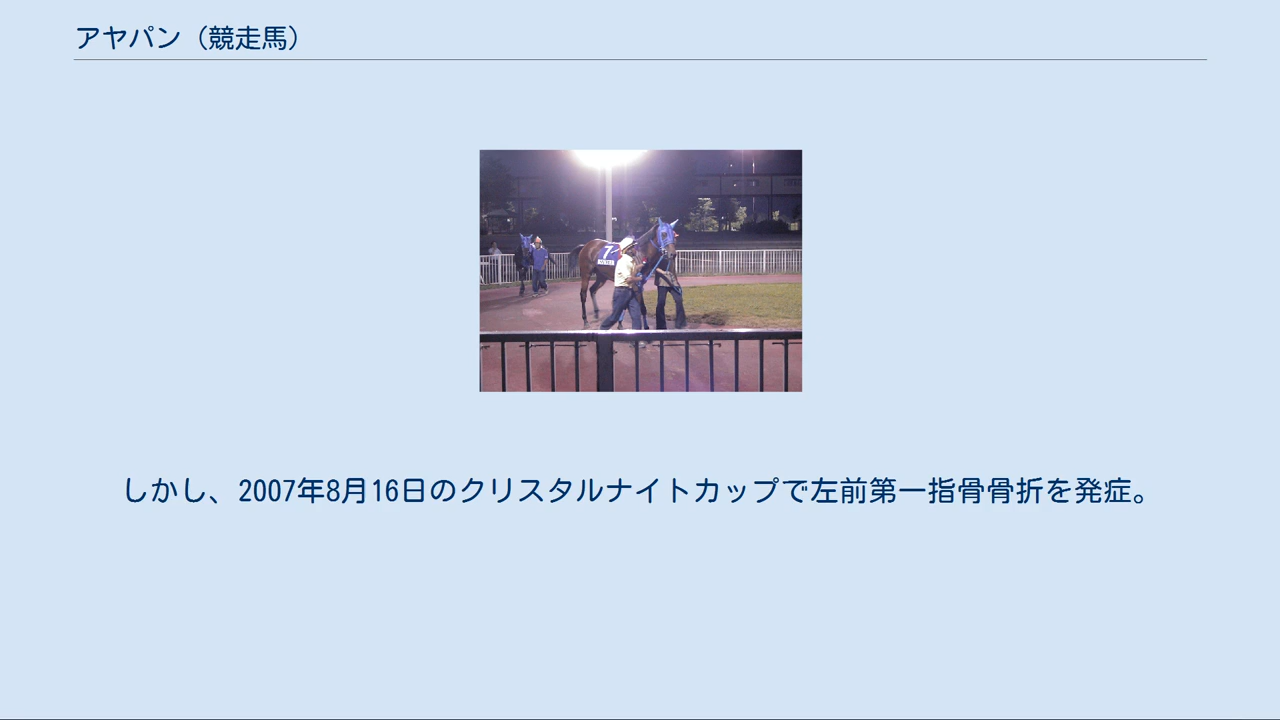 アヤパン（競走馬）
7
しかし、2007年8月16日のクリスタルナイトカップで左前第一指骨骨折を発症。